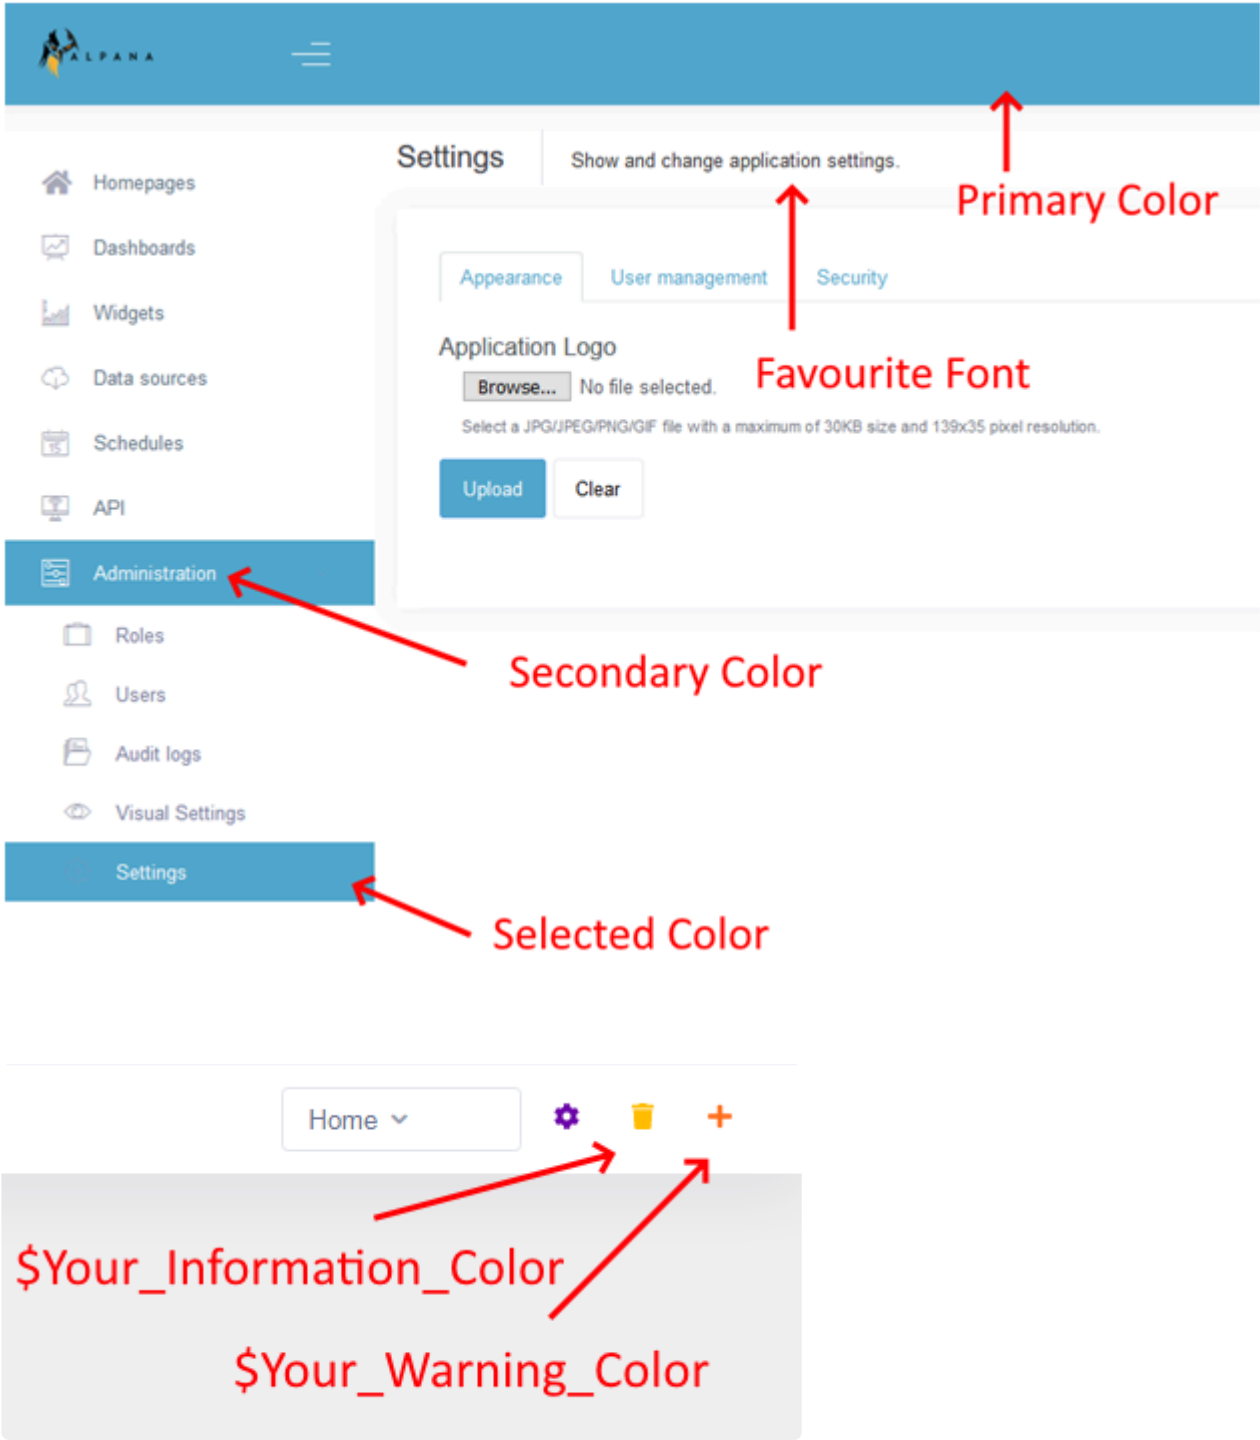 ALPANA
Settings
Show and change application settings.
Primary Color
Homepages
Dashboards
Widgets
Data sources
Schedules
15
API
Administration
Roles
Users
Audit logs
Visual Settings
Settings
Appearance User management Security
Application Logo
Browse... No file selected.
Favourite Font
Select a JPG/JPEG/PNG/GIF file with a maximum of 30KB size and 139x35 pixel resolution.
Upload Clear
Secondary Color
Selected Color
Home
$Your_Information_Color
$Your_Warning_Color